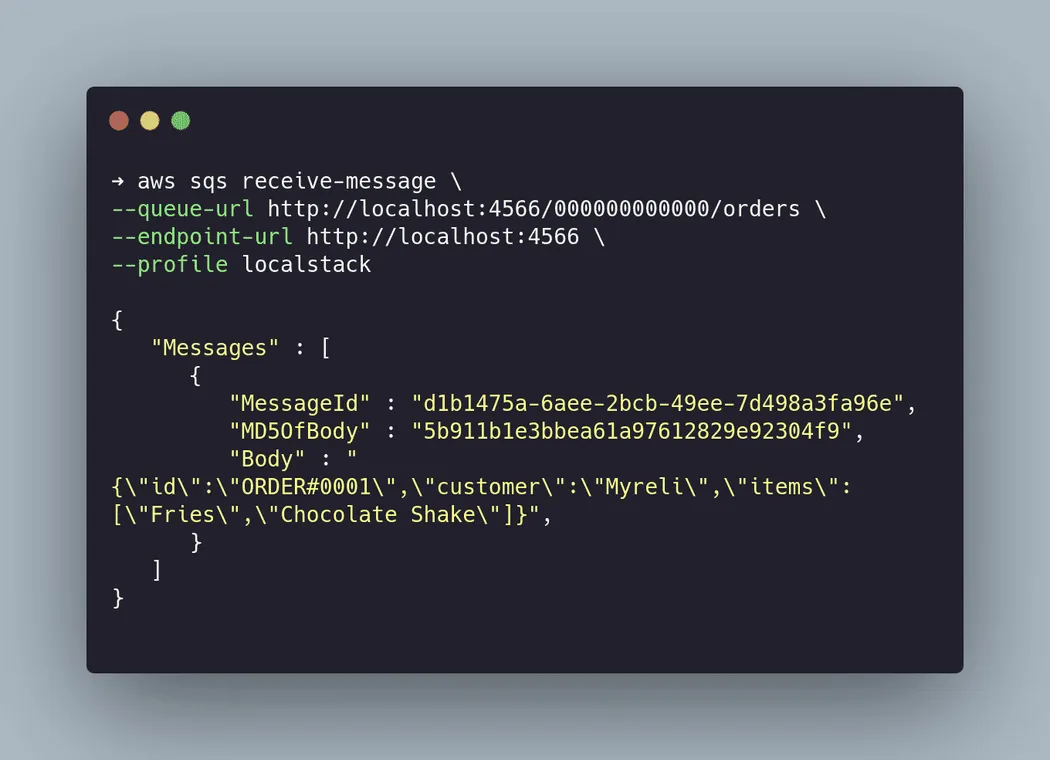 ➜ aws sqs receive-message \
--queue-url http://localhost:4566/000000000000/orders \
--endpoint-url http://localhost:4566 \
--profile localstack

{
   "Messages" : [
      {
         "MessageId" : "d1b1475a-6aee-2bcb-49ee-7d498a3fa96e",
         "MD5OfBody" : "5b911b1e3bbea61a97612829e92304f9",
         "Body" : "
{\"id\":\"ORDER#0001\",\"customer\":\"Myreli\",\"items\":
[\"Fries\",\"Chocolate Shake\"]}",
      }
   ]
}